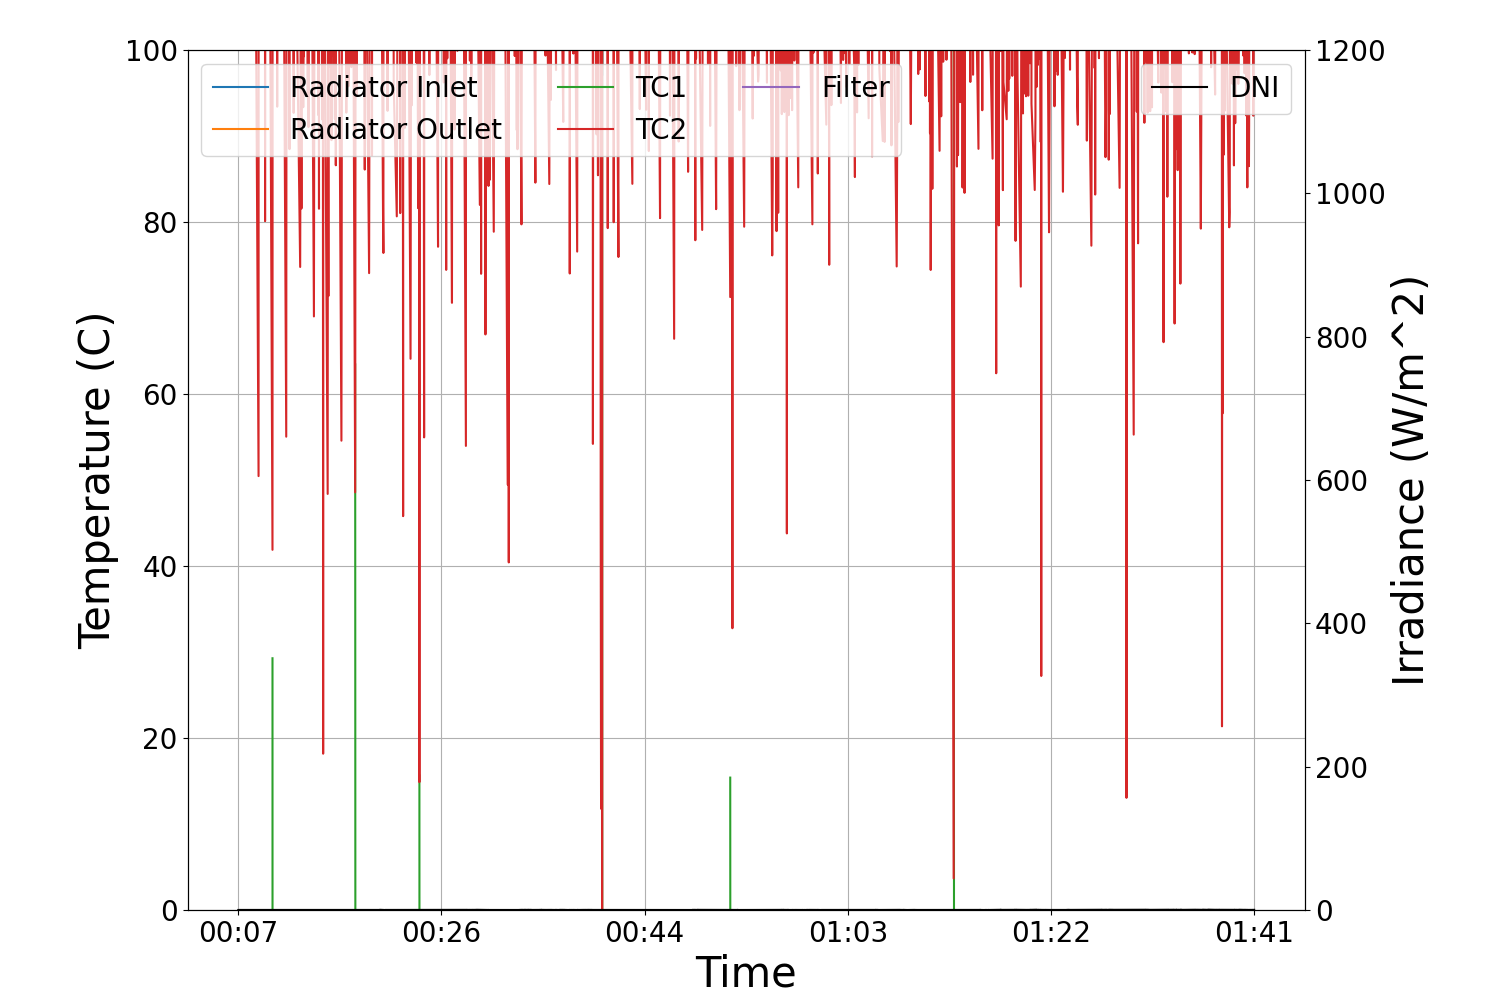 Temperature (C)
100
80
60
40
20
0
Radiator Inlet
Radiator Outlet
TC1
TC2
Filter
DNI
1200
1000
800
600
400
200
0
Irradiance (W/m^2)
00:07 00:26 00:44 01:03 01:22 01:41
Time